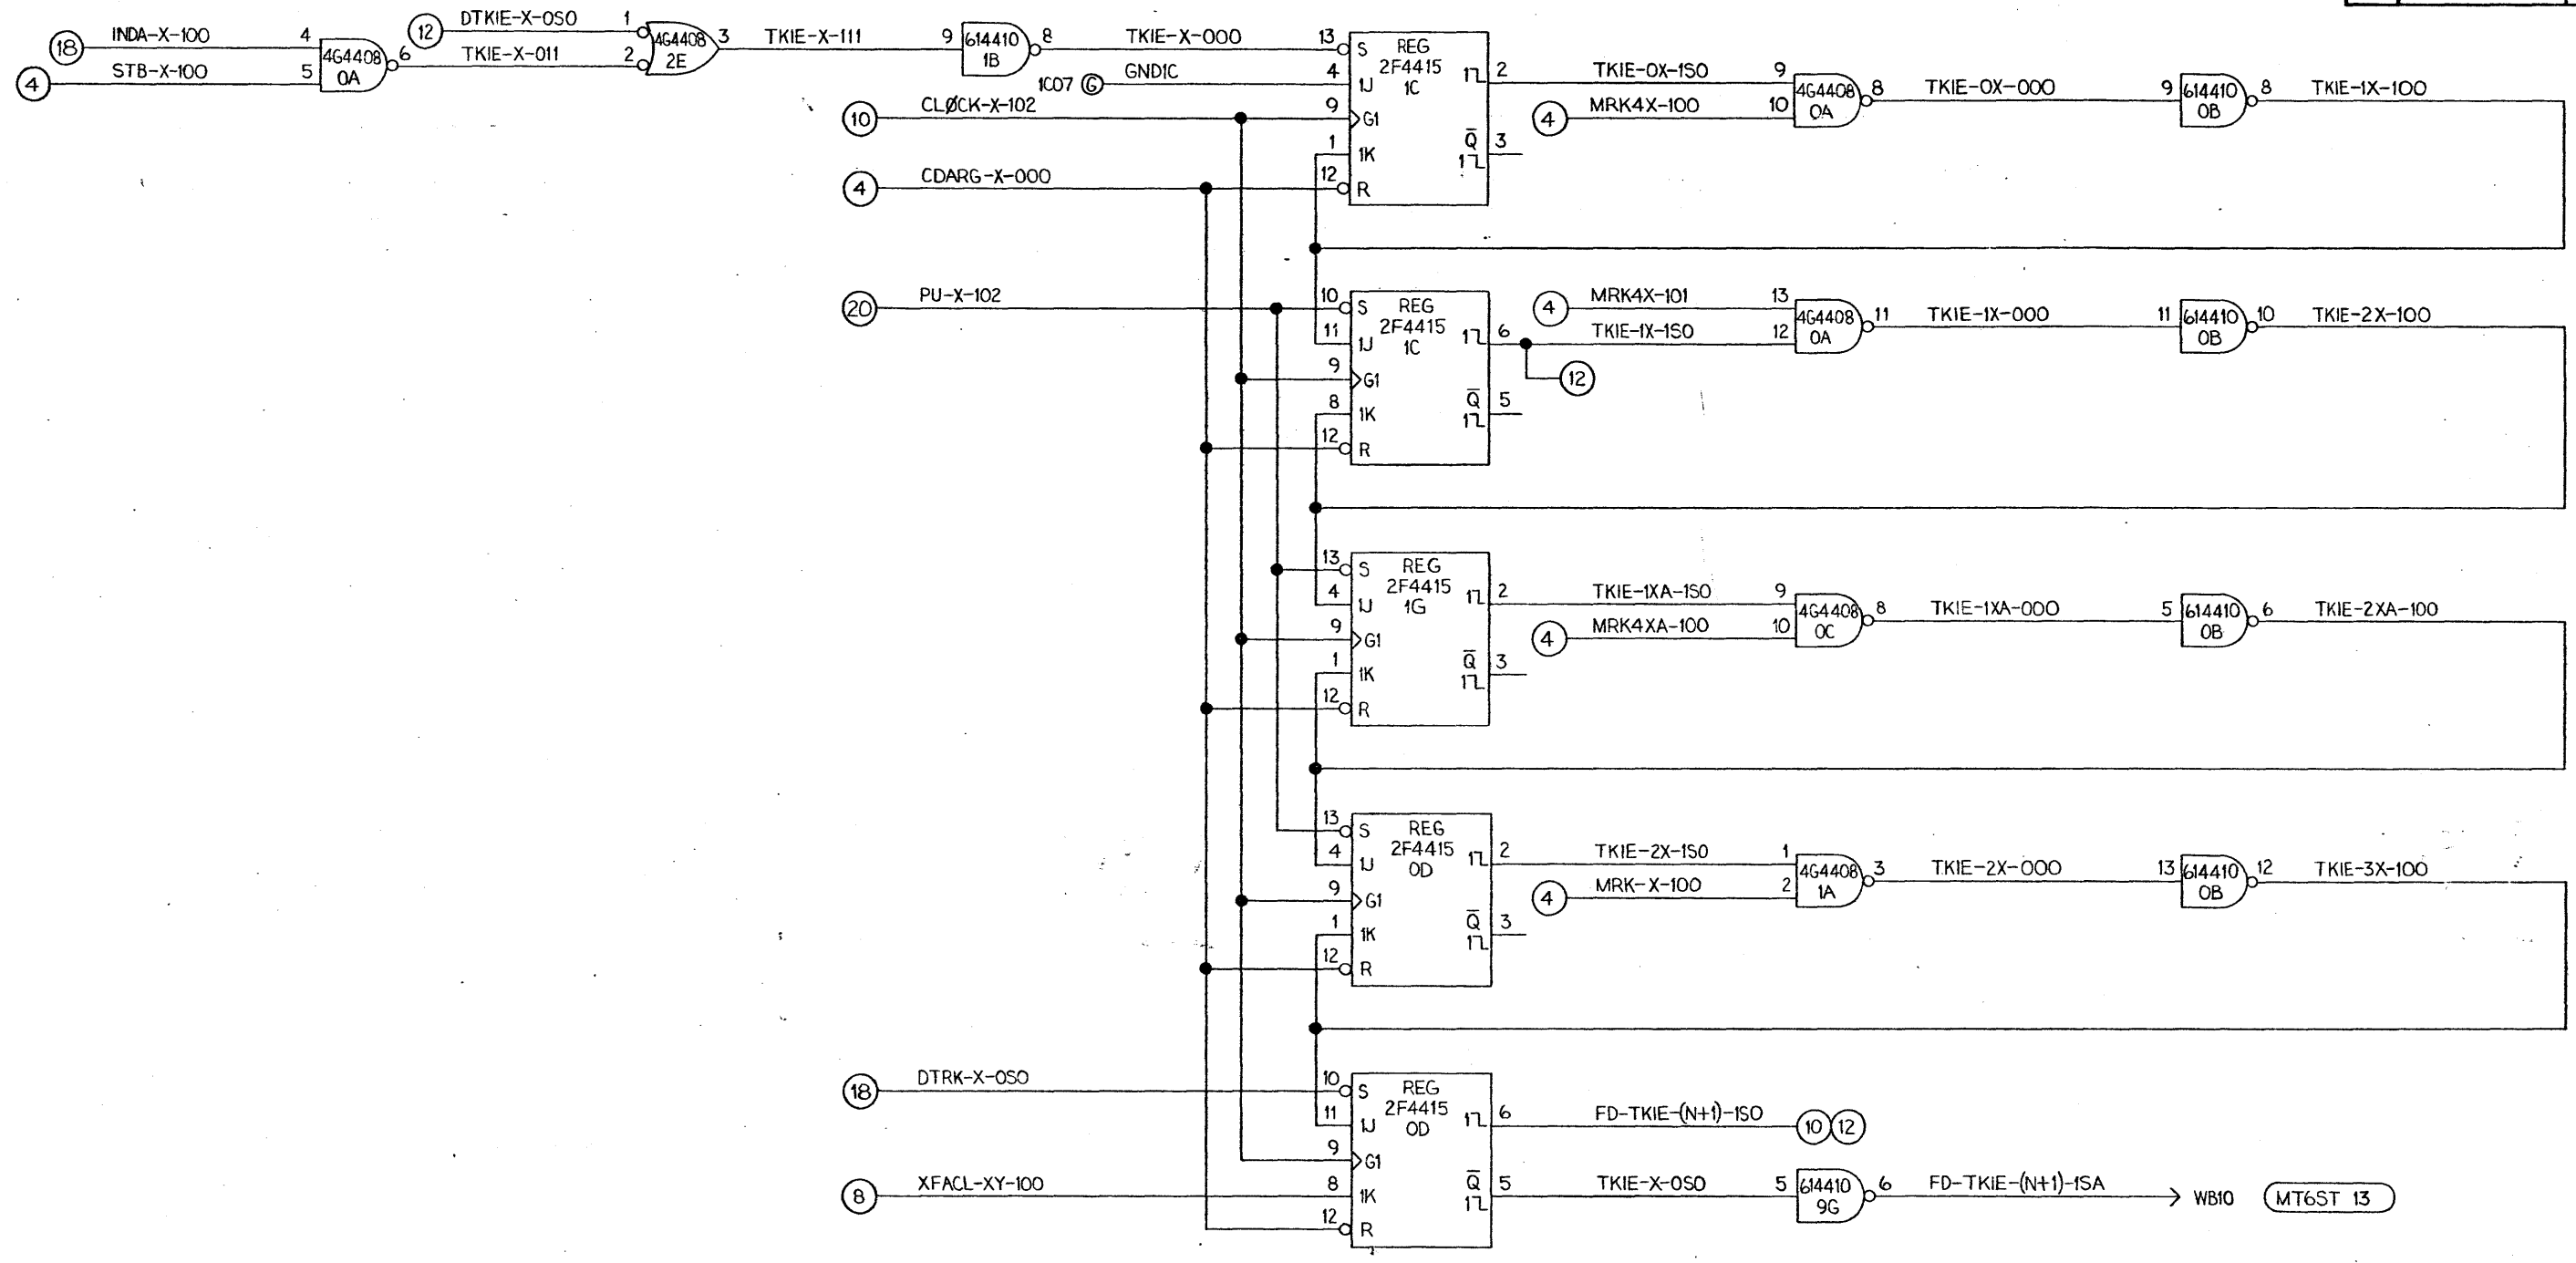 18 INDA-X-100 4
4 STB-X-100 5
4G4408 0A 6
12 DTKIE-X-0S0 1
TKIE-X-011 2
4G4408 2E 3
TKIE-X-111 9
614410 1B 8
TKIE-X-000 13
1C07 G GND1C 4
10 CLØCK-X-102 9
1
4 CDARG-X-000 12
S REG
2F4415
1C
1J
G1
1K
R
2
Q 3
TKIE-0X-1S0 9
4 MRK4X-100 10
4G4408 0A 8
TKIE-0X-000 9
614410 0B 8
TKIE-1X-100
20 PU-X-102 10
11
9
8
12
S REG
2F4415
1C
1J
G1
1K
R
6
Q 5
4 MRK4X-101 13
TKIE-1X-1S0 12
12
4G4408 0A 11
TKIE-1X-000 11
614410 0B 10
TKIE-2X-100
13
4
9
1
12
S REG
2F4415
1G
1J
G1
1K
R
2
Q 3
TKIE-1XA-1S0 9
4 MRK4XA-100 10
4G4408 0C 8
TKIE-1XA-000 5
614410 0B 6
TKIE-2XA-100
13
4
9
1
12
S REG
2F4415
0D
1J
G1
1K
R
2
Q 3
TKIE-2X-1S0 1
4 MRK-X-100 2
4G4408 1A 3
TKIE-2X-000 13
614410 0B 12
TKIE-3X-100
18 DTRK-X-0S0 10
11
9
8 XFACL-XY-100 8
12
S REG
2F4415
0D
1J
G1
1K
R
6 FD-TKIE-(N+1)-1S0 10 12
Q 5 TKIE-X-0S0 5
614410 9G 6
FD-TKIE-(N+1)-1SA WB10 MT6ST 13